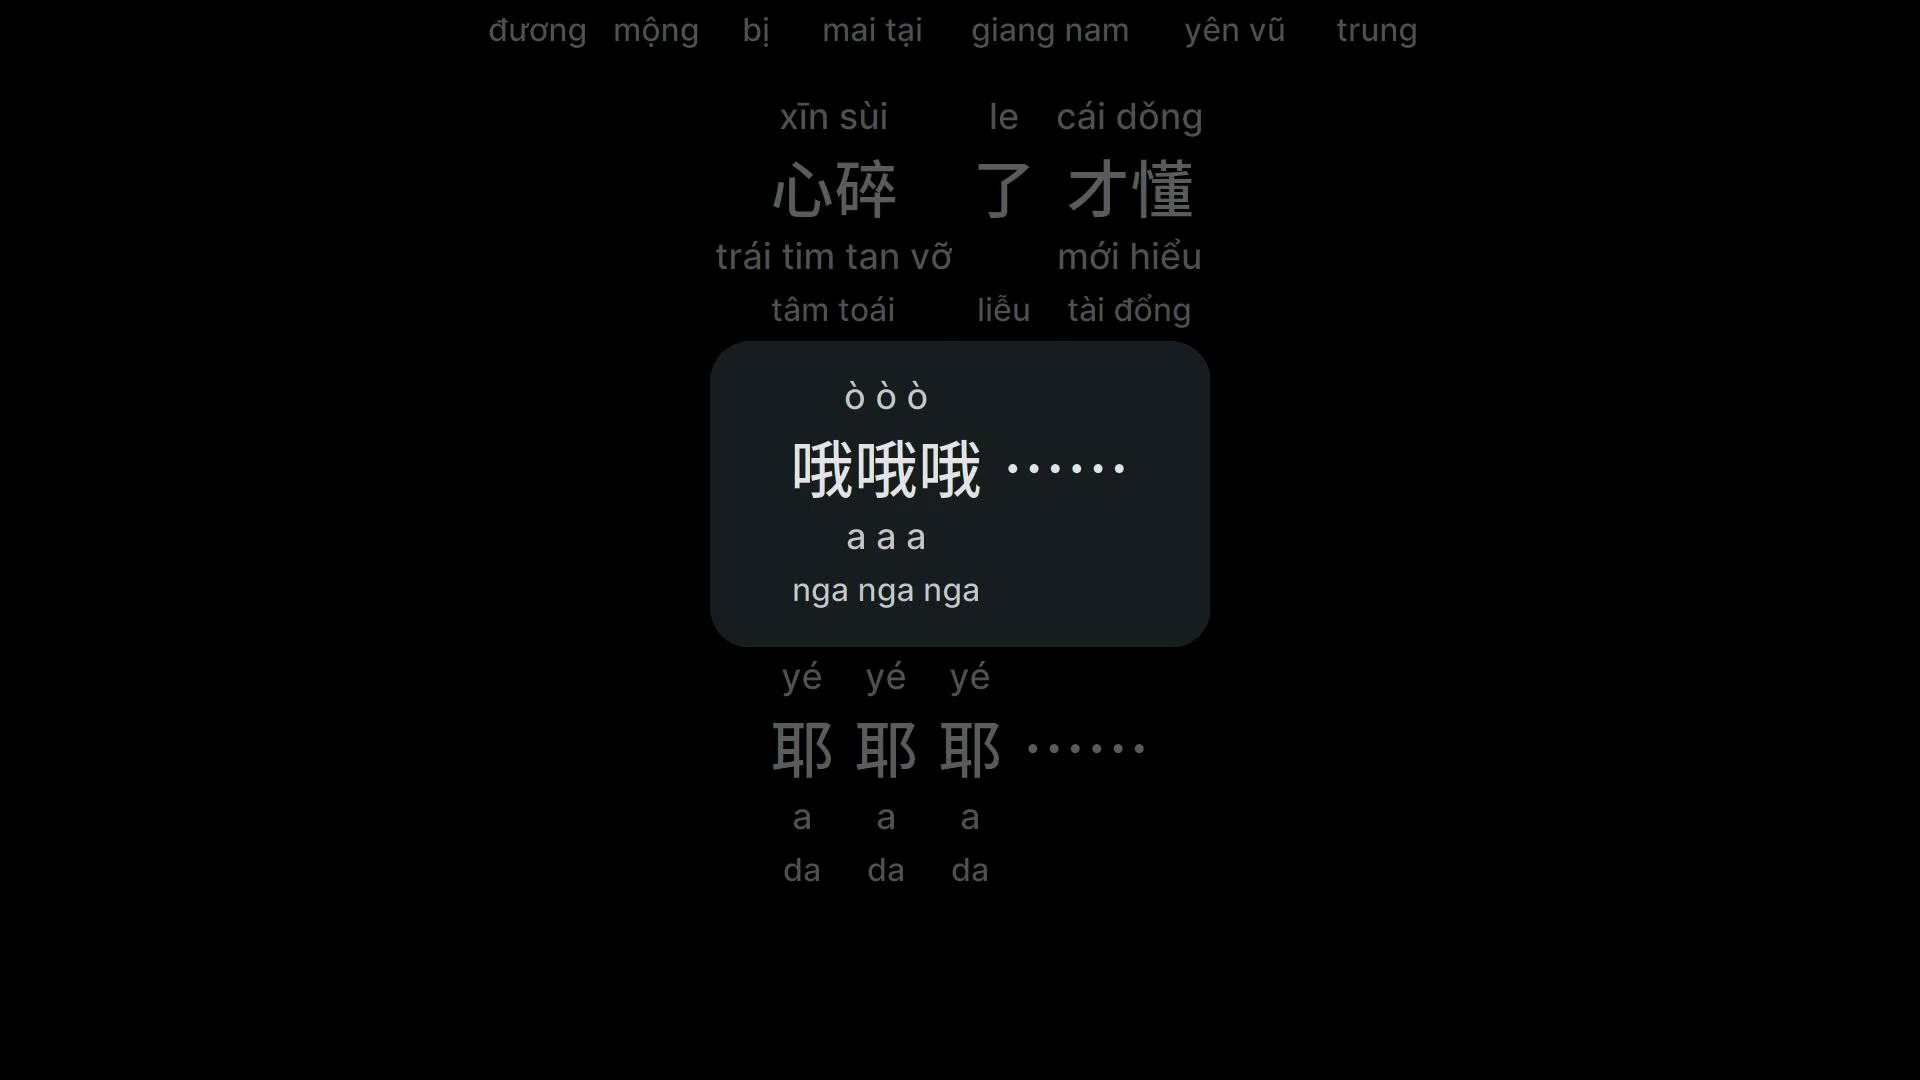 đương mộng bị mai tại giang nam yên vũ trung
xīn sùi le cái dǒng
心碎 了 才懂
trái tim tan vỡ mới hiểu
tâm toái liễu tài đổng
ò ò ò
哦哦哦 ……
a a a
nga nga nga
yé yé yé
耶 耶 耶 ……
a a a
da da da